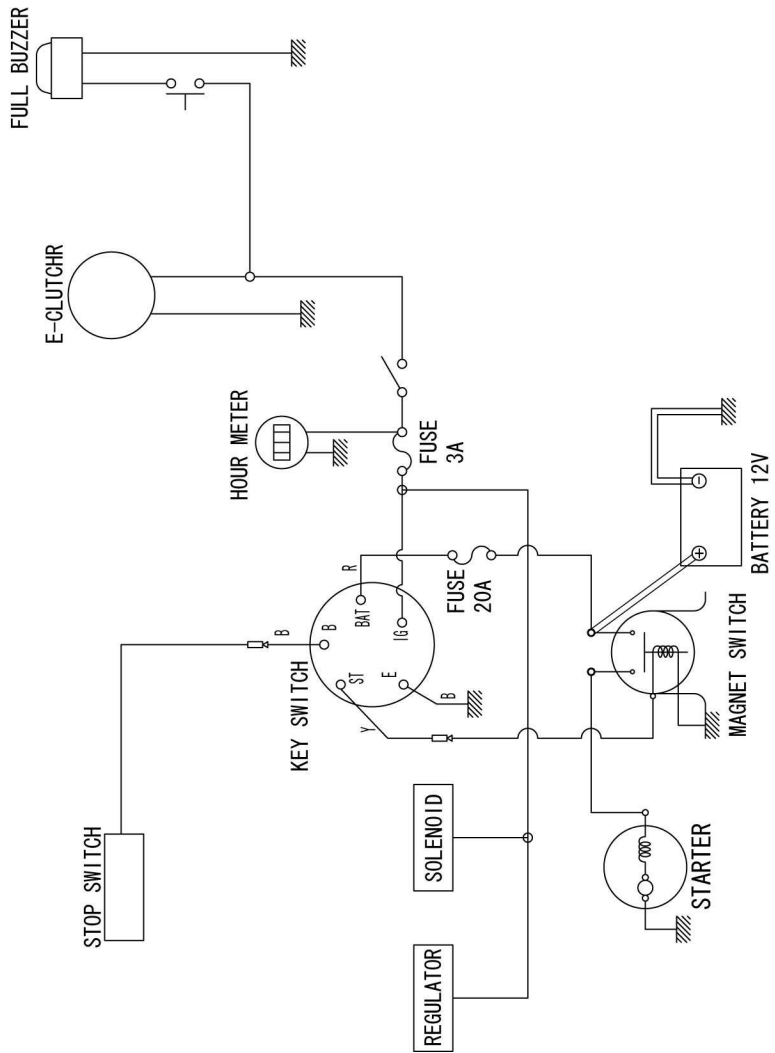 FULL BUZZER
E-CLUTCHR
HOUR METER
FUSE
3A
R
FUSE
20A
BATTERY 12V
+
-
B
B
BAT
IG
ST
E
KEY SWITCH
Y
B
MAGNET SWITCH
STOP SWITCH
SOLENOID
STARTER
REGULATOR